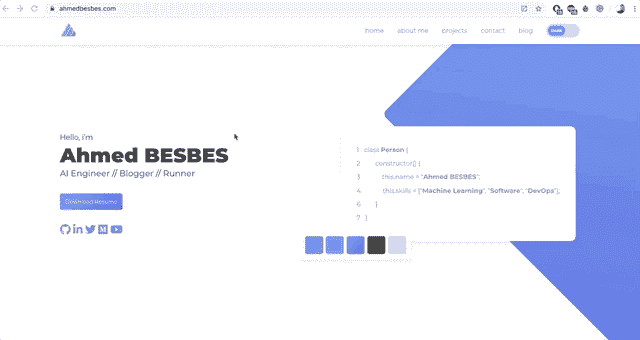 ahmedbesbes.com
home about me projects contact blog DARK
Hello, i'm
Ahmed BESBES
AI Engineer // Blogger // Runner
Download Resume
1 class Person {
2 constructor() {
3 this.name = "Ahmed BESBES";
4 this.skills = ["Machine Learning", "Software", "DevOps"];
6 }
7 }